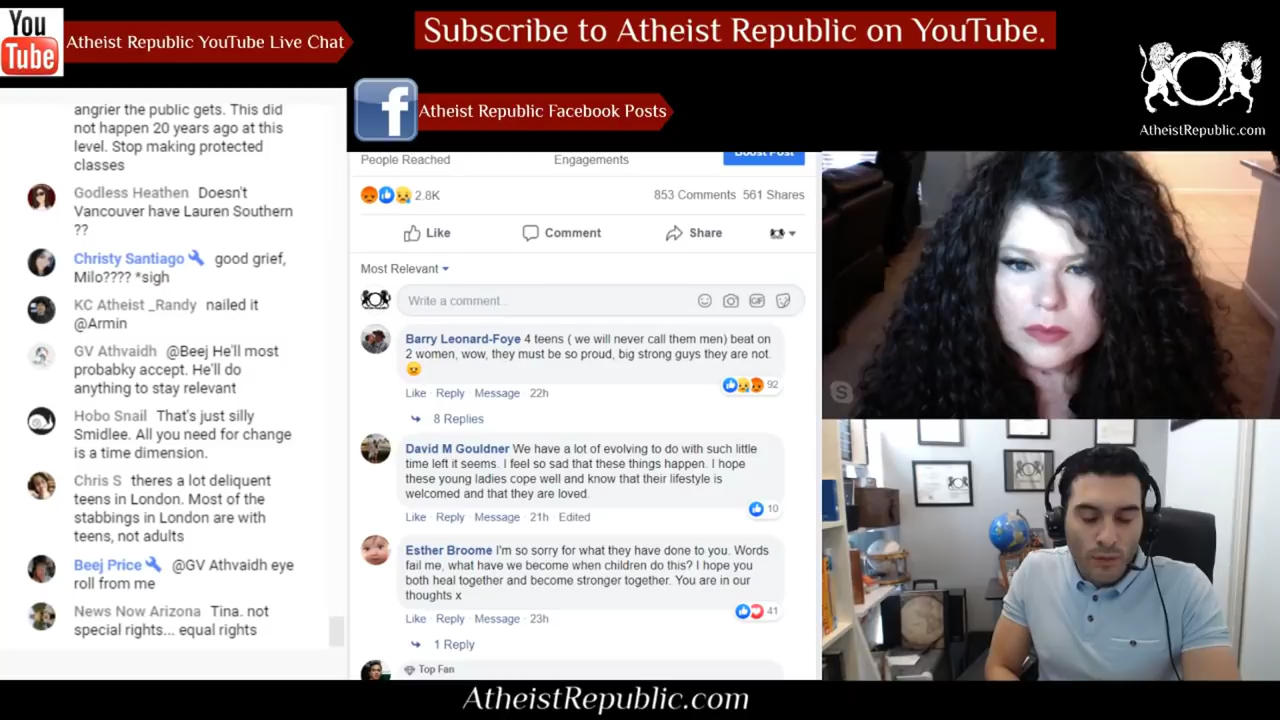 You
Tube
Atheist Republic YouTube Live Chat
Subscribe to Atheist Republic on YouTube.
AtheistRepublic.com
Atheist Republic Facebook Posts
angrier the public gets. This did
not happen 20 years ago at this
level. Stop making protected
classes
Godless Heathen Doesn't
Vancouver have Lauren Southern
??
Christy Santiago good grief,
Milo???? *sigh
KC Atheist _Randy nailed it
@Armin
GV Athvaidh @Beej He'll most
probabky accept. He'll do
anything to stay relevant
Hobo Snail That's just silly
Smidlee. All you need for change
is a time dimension.
Chris S theres a lot deliquent
teens in London. Most of the
stabbings in London are with
teens, not adults
Beej Price @GV Athvaidh eye
roll from me
News Now Arizona Tina. not
special rights... equal rights
People Reached
Engagements
Boost Post
2.8K
853 Comments 561 Shares
Like
Comment
Share
Most Relevant
Write a comment...
GIF
Barry Leonard-Foye 4 teens ( we will never call them men) beat on
2 women, wow, they must be so proud, big strong guys they are not.
92
Like · Reply · Message · 22h
8 Replies
David M Gouldner We have a lot of evolving to do with such little
time left it seems. I feel so sad that these things happen. I hope
these young ladies cope well and know that their lifestyle is
welcomed and that they are loved.
10
Like · Reply · Message · 21h · Edited
Esther Broome I'm so sorry for what they have done to you. Words
fail me, what have we become when children do this? I hope you
both heal together and become stronger together. You are in our
thoughts x
41
Like · Reply · Message · 23h
1 Reply
Top Fan
AtheistRepublic.com